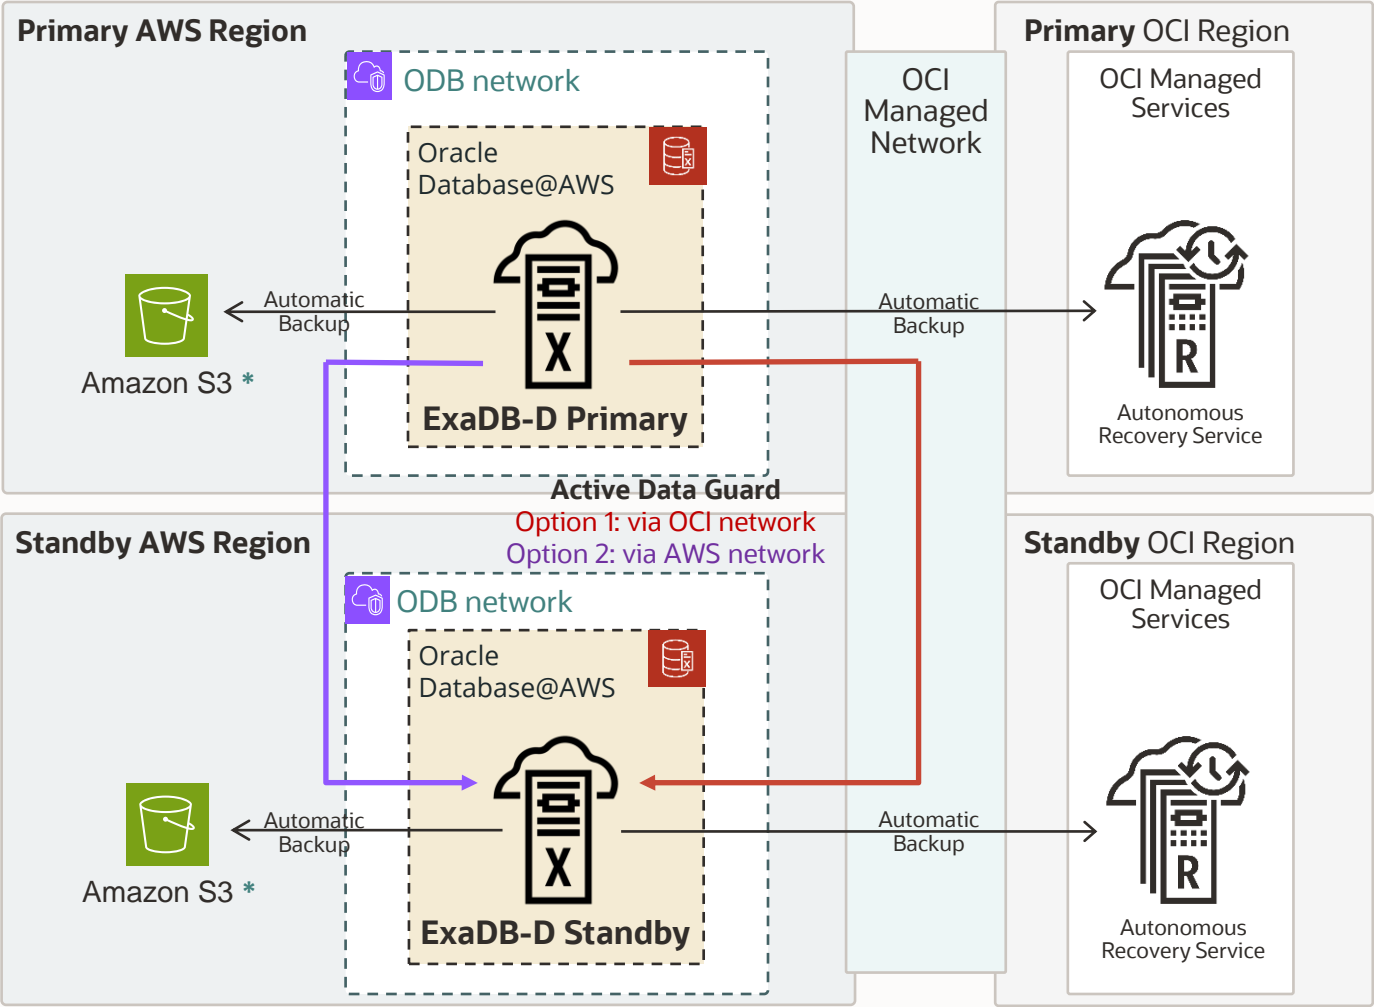 Primary AWS Region
ODB network
Oracle
Database@AWS
X
ExaDB-D Primary
Automatic
Backup
Amazon S3 *
OCI
Managed
Network
Automatic
Backup
Primary OCI Region
OCI Managed
Services
R
Autonomous
Recovery Service
Active Data Guard
Option 1: via OCI network
Option 2: via AWS network
Standby AWS Region
ODB network
Oracle
Database@AWS
X
ExaDB-D Standby
Automatic
Backup
Amazon S3 *
Automatic
Backup
Standby OCI Region
OCI Managed
Services
R
Autonomous
Recovery Service